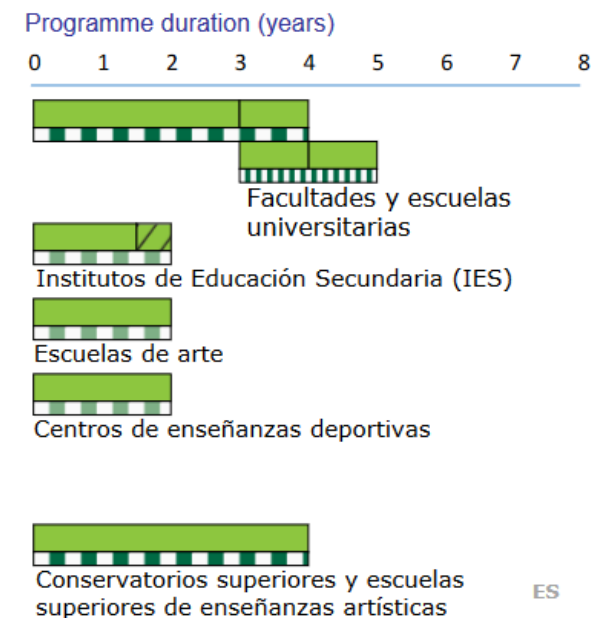 Programme duration (years)
0 1 2 3 4 5 6 7 8
Facultades y escuelas
universitarias
Institutos de Educación Secundaria (IES)
Escuelas de arte
Centros de enseñanzas deportivas
Conservatorios superiores y escuelas
superiores de enseñanzas artísticas
ES